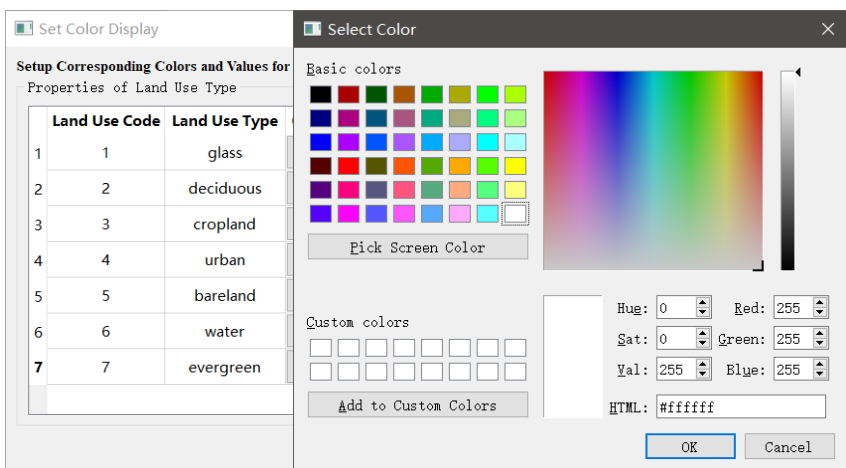 Set Color Display
Setup Corresponding Colors and Values for
Properties of Land Use Type
Land Use Code Land Use Type
1 1 glass
2 2 deciduous
3 3 cropland
4 4 urban
5 5 bareland
6 6 water
7 7 evergreen
Select Color
Basic colors
Pick Screen Color
Custom colors
Add to Custom Colors
Hue: 0 Red: 255
Sat: 0 Green: 255
Val: 255 Blue: 255
HTML: #ffffff
OK Cancel